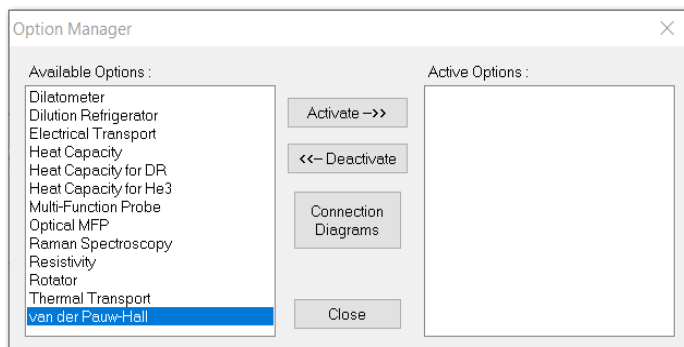 Option Manager
Available Options :
Dilatometer
Dilution Refrigerator
Electrical Transport
Heat Capacity
Heat Capacity for DR
Heat Capacity for He3
Multi-Function Probe
Optical MFP
Raman Spectroscopy
Resistivity
Rotator
Thermal Transport
van der Pauw-Hall
Activate –>>
<<– Deactivate
Connection
Diagrams
Close
Active Options :